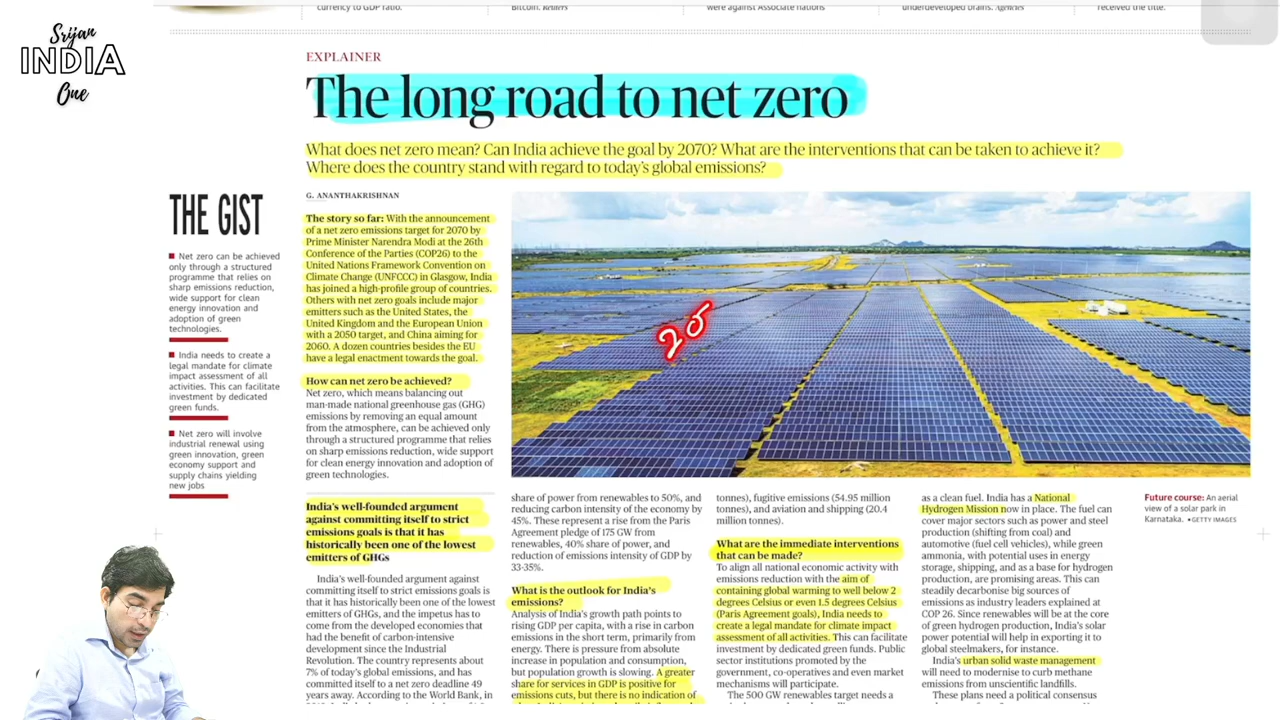 currency to GDP ratio.
Bitcoin. Reuters
were against Associate nations
underdeveloped brains. Agencies
received the title.
Srijan
INDIA
One
EXPLAINER
The long road to net zero
What does net zero mean? Can India achieve the goal by 2070? What are the interventions that can be taken to achieve it?
Where does the country stand with regard to today's global emissions?
THE GIST
■ Net zero can be achieved
only through a structured
programme that relies on
sharp emissions reduction,
wide support for clean
energy innovation and
adoption of green
technologies.
■ India needs to create a
legal mandate for climate
impact assessment of all
activities. This can facilitate
investment by dedicated
green funds.
■ Net zero will involve
industrial renewal using
green innovation, green
economy support and
supply chains yielding
new jobs
G. ANANTHAKRISHNAN
The story so far: With the announcement
of a net zero emissions target for 2070 by
Prime Minister Narendra Modi at the 26th
Conference of the Parties (COP26) to the
United Nations Framework Convention on
Climate Change (UNFCCC) in Glasgow, India
has joined a high-profile group of countries.
Others with net zero goals include major
emitters such as the United States, the
United Kingdom and the European Union
with a 2050 target, and China aiming for
2060. A dozen countries besides the EU
have a legal enactment towards the goal.
How can net zero be achieved?
Net zero, which means balancing out
man-made national greenhouse gas (GHG)
emissions by removing an equal amount
from the atmosphere, can be achieved only
through a structured programme that relies
on sharp emissions reduction, wide support
for clean energy innovation and adoption of
green technologies.
India's well-founded argument
against committing itself to strict
emissions goals is that it has
historically been one of the lowest
emitters of GHGs
India's well-founded argument against
committing itself to strict emissions goals is
that it has historically been one of the lowest
emitters of GHGs, and the impetus has to
come from the developed economies that
had the benefit of carbon-intensive
development since the Industrial
Revolution. The country represents about
7% of today's global emissions, and has
committed itself to a net zero deadline 49
years away. According to the World Bank, in
20
share of power from renewables to 50%, and
reducing carbon intensity of the economy by
45%. These represent a rise from the Paris
Agreement pledge of 175 GW from
renewables, 40% share of power, and
reduction of emissions intensity of GDP by
33-35%.
What is the outlook for India's
emissions?
Analysis of India's growth path points to
rising GDP per capita, with a rise in carbon
emissions in the short term, primarily from
energy. There is pressure from absolute
increase in population and consumption,
but population growth is slowing. A greater
share for services in GDP is positive for
emissions cuts, but there is no indication of
tonnes), fugitive emissions (54.95 million
tonnes), and aviation and shipping (20.4
million tonnes).
What are the immediate interventions
that can be made?
To align all national economic activity with
emissions reduction with the aim of
containing global warming to well below 2
degrees Celsius or even 1.5 degrees Celsius
(Paris Agreement goals), India needs to
create a legal mandate for climate impact
assessment of all activities. This can facilitate
investment by dedicated green funds. Public
sector institutions promoted by the
government, co-operatives and even market
mechanisms will participate.
The 500 GW renewables target needs a
as a clean fuel. India has a National
Hydrogen Mission now in place. The fuel can
cover major sectors such as power and steel
production (shifting from coal) and
automotive (fuel cell vehicles), while green
ammonia, with potential uses in energy
storage, shipping, and as a base for hydrogen
production, are promising areas. This can
steadily decarbonise big sources of
emissions as industry leaders explained at
COP 26. Since renewables will be at the core
of green hydrogen production, India's solar
power potential will help in exporting it to
global steelmakers, for instance.
India's urban solid waste management
will need to modernise to curb methane
emissions from unscientific landfills.
These plans need a political consensus
Future course: An aerial
view of a solar park in
Karnataka. • GETTY IMAGES